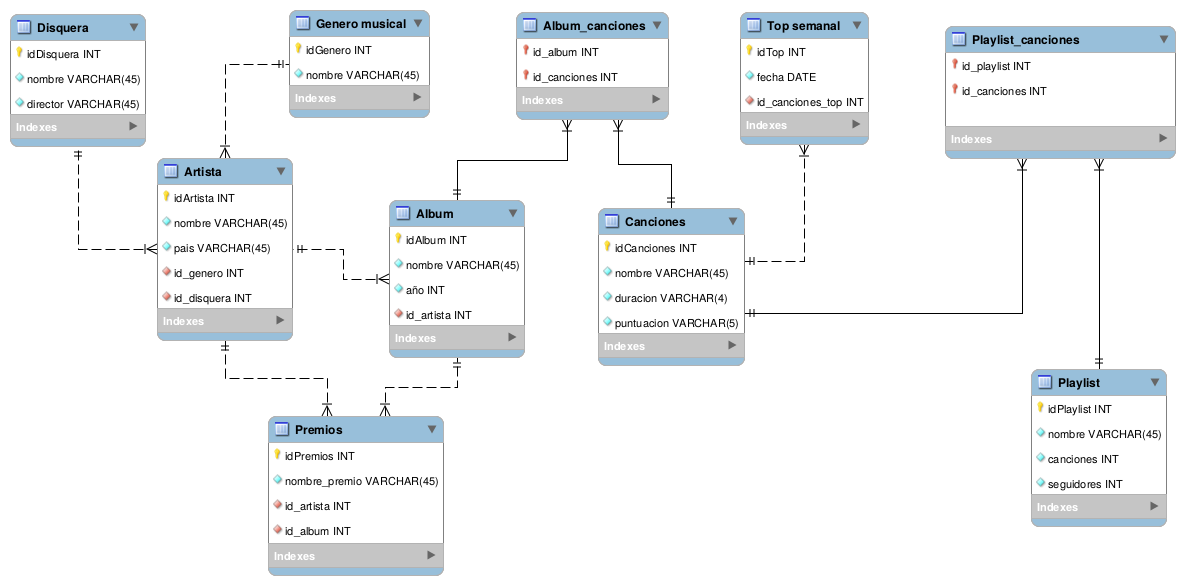 Disquera
idDisquera INT
nombre VARCHAR(45)
director VARCHAR(45)
Indexes
Genero musical
idGenero INT
nombre VARCHAR(45)
Indexes
Album_canciones
id_album INT
id_canciones INT
Indexes
Top semanal
idTop INT
fecha DATE
id_canciones_top INT
Indexes
Playlist_canciones
id_playlist INT
id_canciones INT
Indexes
Artista
idArtista INT
nombre VARCHAR(45)
pais VARCHAR(45)
id_genero INT
id_disquera INT
Indexes
Album
idAlbum INT
nombre VARCHAR(45)
año INT
id_artista INT
Indexes
Canciones
idCanciones INT
nombre VARCHAR(45)
duracion VARCHAR(4)
puntuacion VARCHAR(5)
Indexes
Playlist
idPlaylist INT
nombre VARCHAR(45)
canciones INT
seguidores INT
Indexes
Premios
idPremios INT
nombre_premio VARCHAR(45)
id_artista INT
id_album INT
Indexes